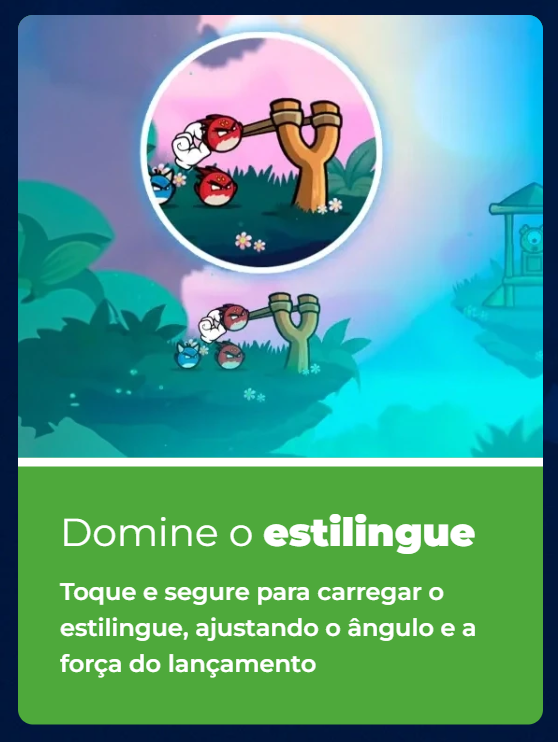 Domine o estilingue
Toque e segure para carregar o
estilingue, ajustando o ângulo e a
força do lançamento